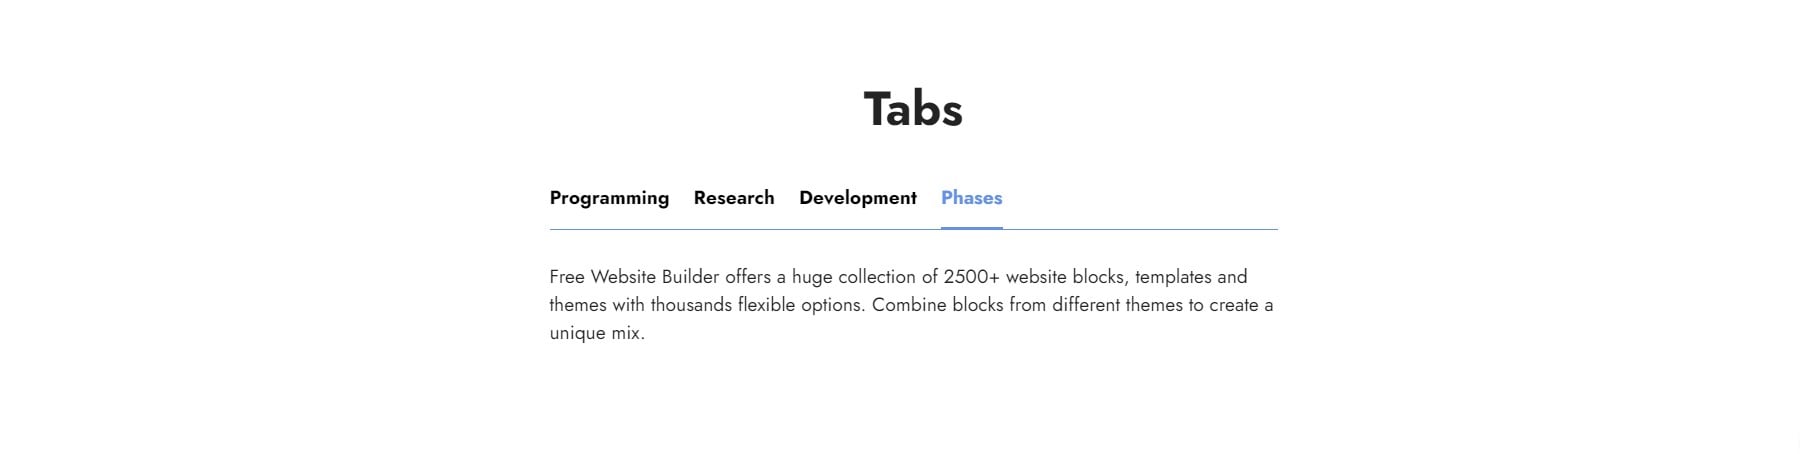 Tabs
Programming Research Development Phases
Free Website Builder offers a huge collection of 2500+ website blocks, templates and
themes with thousands flexible options. Combine blocks from different themes to create a
unique mix.